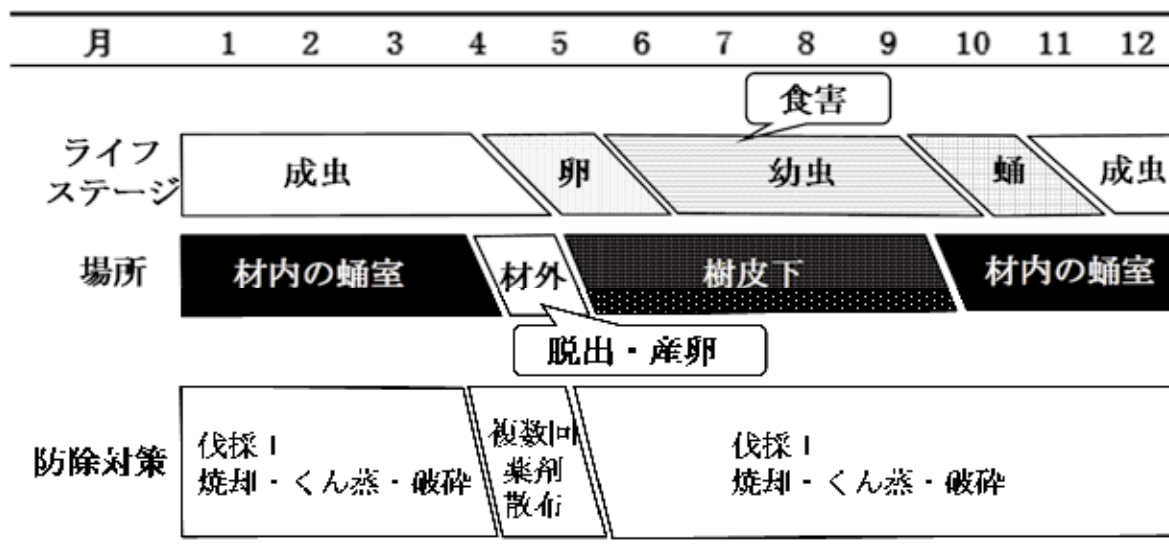 月 1 2 3 4 5 6 7 8 9 10 11 12
食害
ライフ
ステージ
成虫 卵 幼虫 蛹 成虫
場所 材内の蛹室 材外 樹皮下 材内の蛹室
脱出・産卵
防除対策
伐採Ⅰ
焼却・くん蒸・破砕
複数回
薬剤
散布
伐採Ⅰ
焼却・くん蒸・破砕